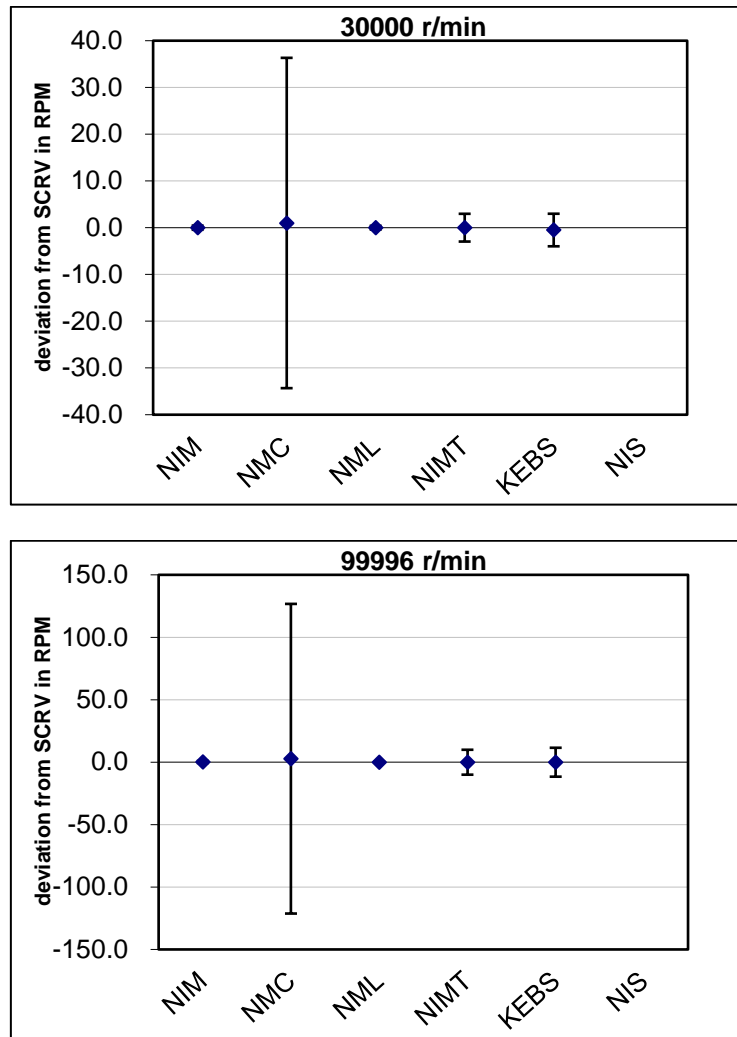 30000 r/min
deviation from SCRV in RPM
40.0
30.0
20.0
10.0
0.0
-10.0
-20.0
-30.0
-40.0
NIM
NMC
NML
NIMT
KEBS
NIS
99996 r/min
deviation from SCRV in RPM
150.0
100.0
50.0
0.0
-50.0
-100.0
-150.0
NIM
NMC
NML
NIMT
KEBS
NIS